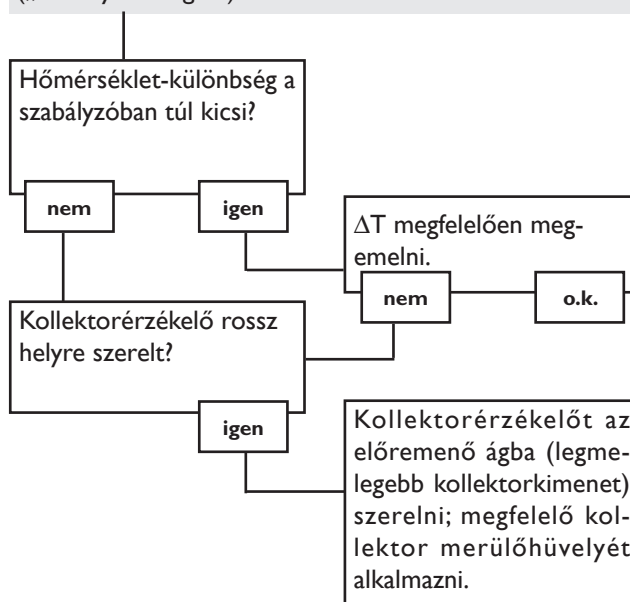 Hőmérséklet-különbség a
szabályzóban túl kicsi?
nem
igen
ΔT megfelelően meg-
emelni.
nem
o.k.
Kollektorérzékelő rossz
helyre szerelt?
igen
Kollektorérzékelőt az
előremenő ágba (legme-
legebb kollektorkimenet)
szerelni; megfelelő kol-
lektor merülőhüvelyét
alkalmazni.